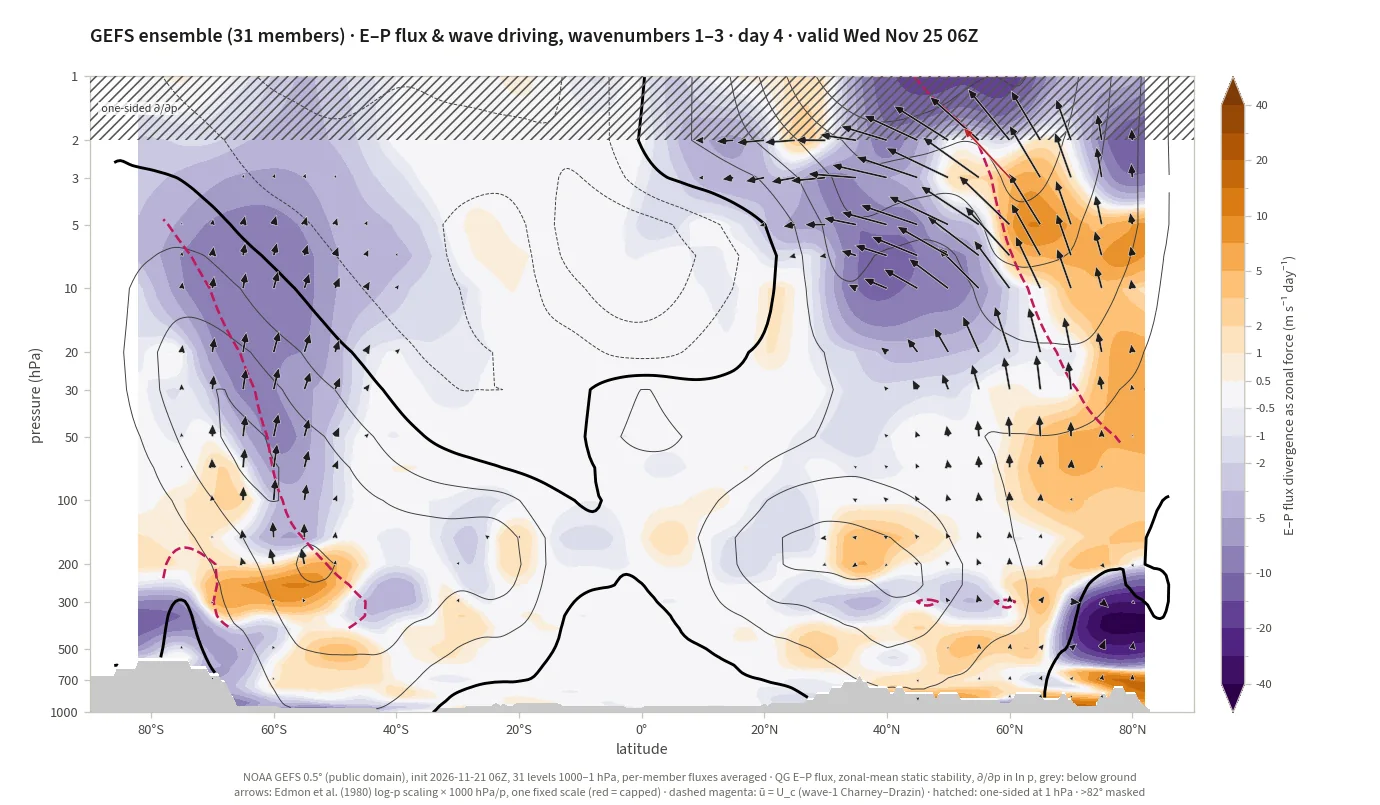 GEFS ensemble (31 members) · E–P flux & wave driving, wavenumbers 1–3 · day 4 · valid Wed Nov 25 06Z
one-sided ∂/∂p
pressure (hPa)
1
2
3
5
10
20
30
50
100
200
300
500
700
1000
80°S
60°S
40°S
20°S
0°
20°N
40°N
60°N
80°N
latitude
40
20
10
5
2
1
0.5
-0.5
-1
-2
-5
-10
-20
-40
E–P flux divergence as zonal force (m s⁻¹ day⁻¹)
NOAA GEFS 0.5° (public domain), init 2026-11-21 06Z, 31 levels 1000–1 hPa, per-member fluxes averaged · QG E–P flux, zonal-mean static stability, ∂/∂p in ln p, grey: below ground
arrows: Edmon et al. (1980) log-p scaling × 1000 hPa/p, one fixed scale (red = capped) · dashed magenta: ū = U_c (wave-1 Charney–Drazin) · hatched: one-sided at 1 hPa · >82° masked